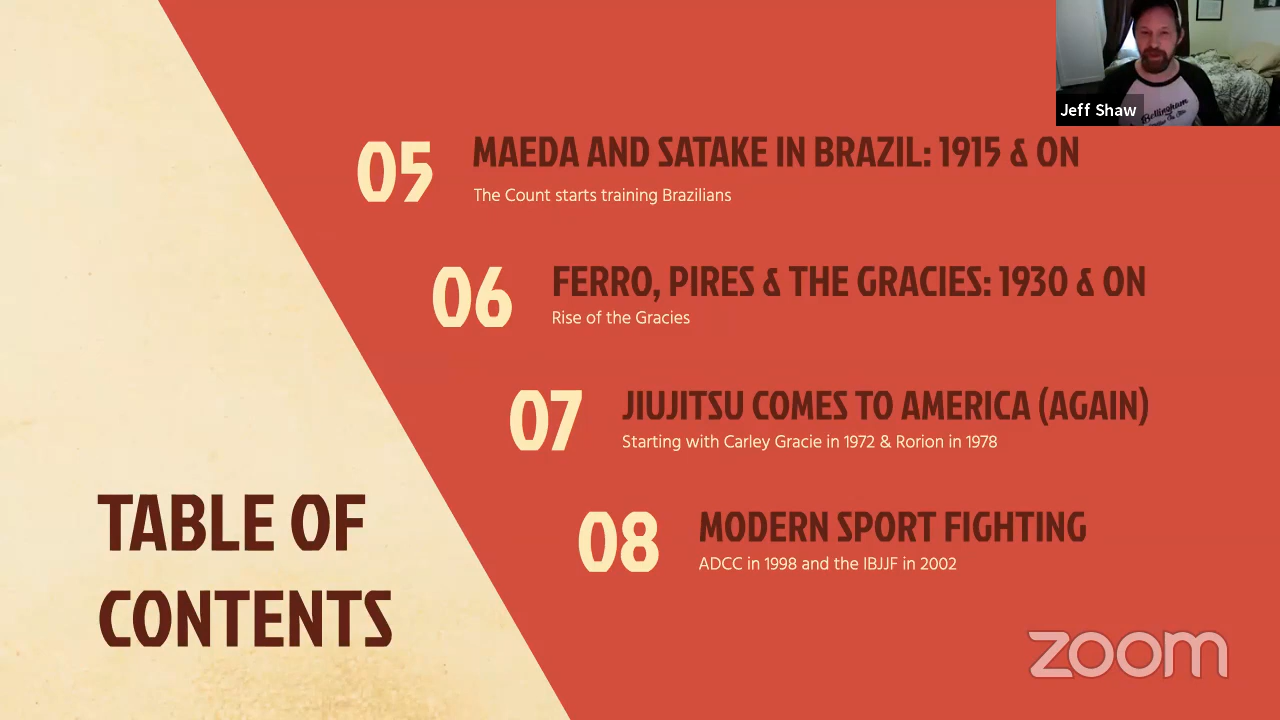 Jeff Shaw
Bellingham
05
MAEDA AND SATAKE IN BRAZIL: 1915 & ON
The Count starts training Brazilians
06
FERRO, PIRES & THE GRACIES: 1930 & ON
Rise of the Gracies
07
JIUJITSU COMES TO AMERICA (AGAIN)
Starting with Carley Gracie in 1972 & Rorion in 1978
08
MODERN SPORT FIGHTING
ADCC in 1998 and the IBJJF in 2002
TABLE OF
CONTENTS
zoom